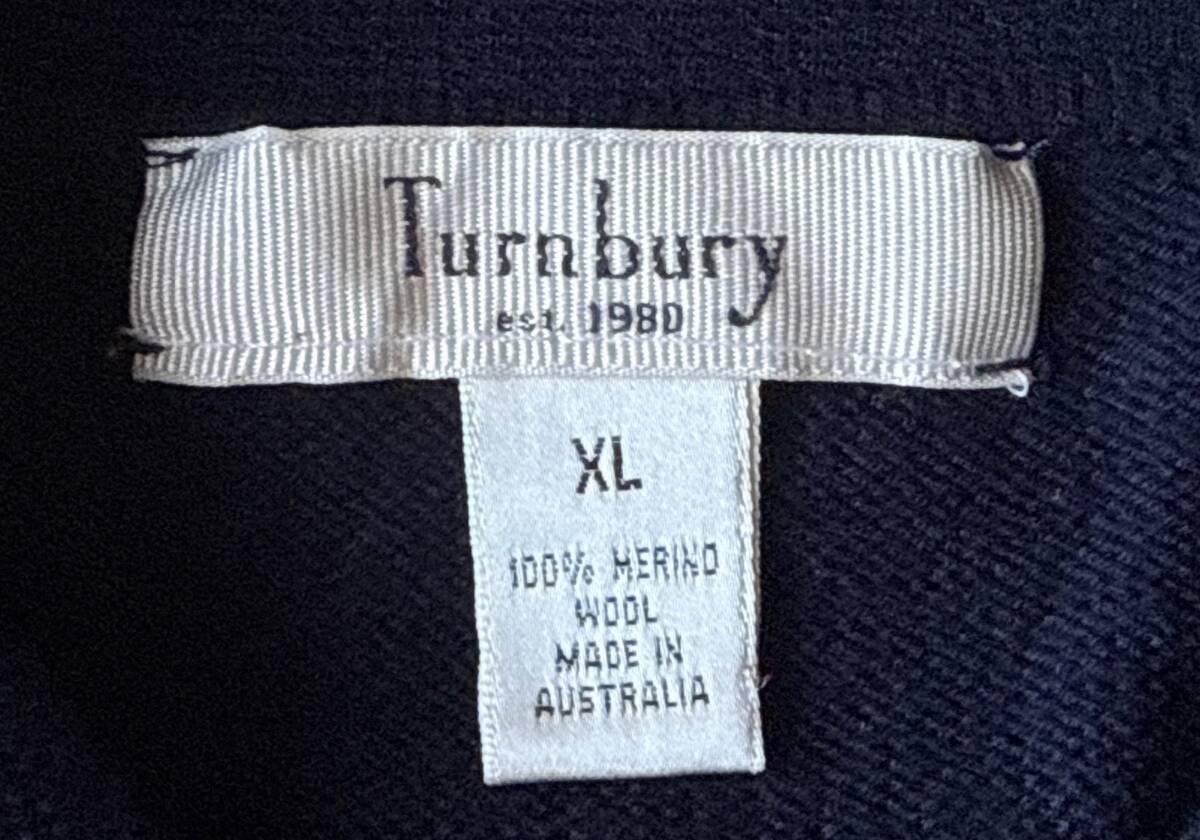 Turnbury
est. 1980
XL
100% MERINO
WOOL
MADE IN
AUSTRALIA